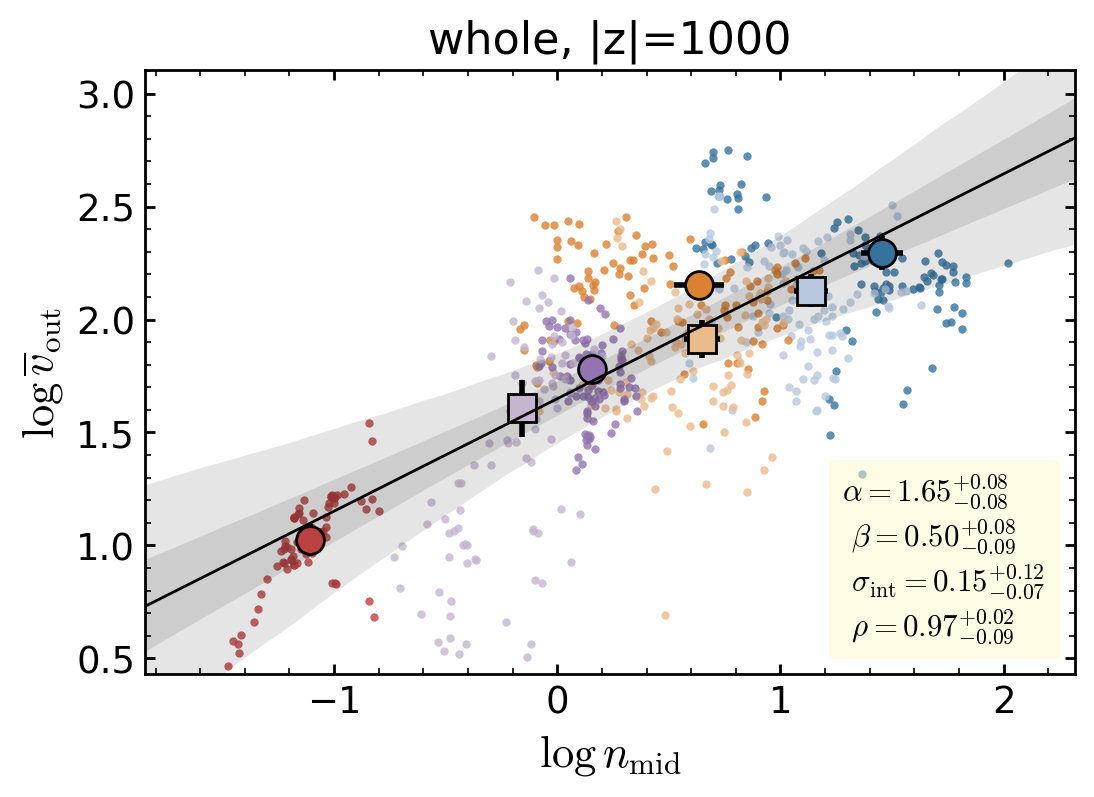 whole, |z|=1000
3.0
2.5
2.0
1.5
1.0
0.5
log v̅_out
α = 1.65^{+0.08}_{−0.08}
β = 0.50^{+0.08}_{−0.09}
σ_int = 0.15^{+0.12}_{−0.07}
ρ = 0.97^{+0.02}_{−0.09}
−1 0 1 2
log n_mid